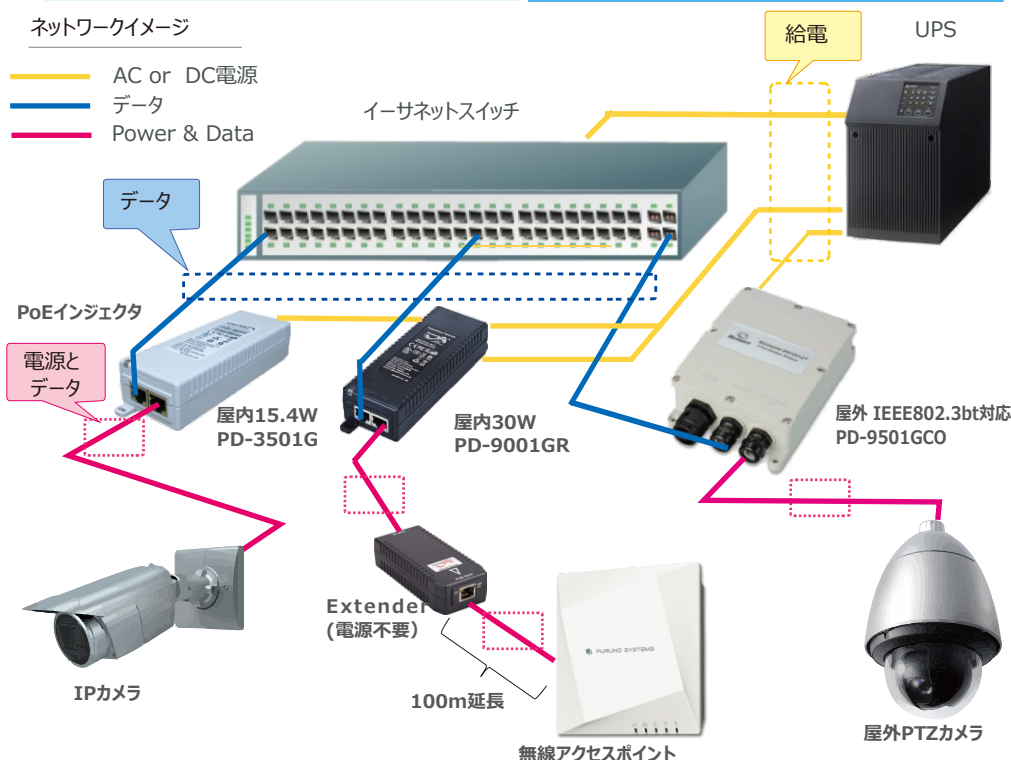 ネットワークイメージ
AC or DC電源
データ
Power & Data
給電
UPS
イーサネットスイッチ
データ
PoEインジェクタ
電源と
データ
屋内15.4W
PD-3501G
屋内30W
PD-9001GR
屋外 IEEE802.3bt対応
PD-9501GCO
Extender
(電源不要）
100m延長
IPカメラ
FURUNO SYSTEMS
無線アクセスポイント
屋外PTZカメラ